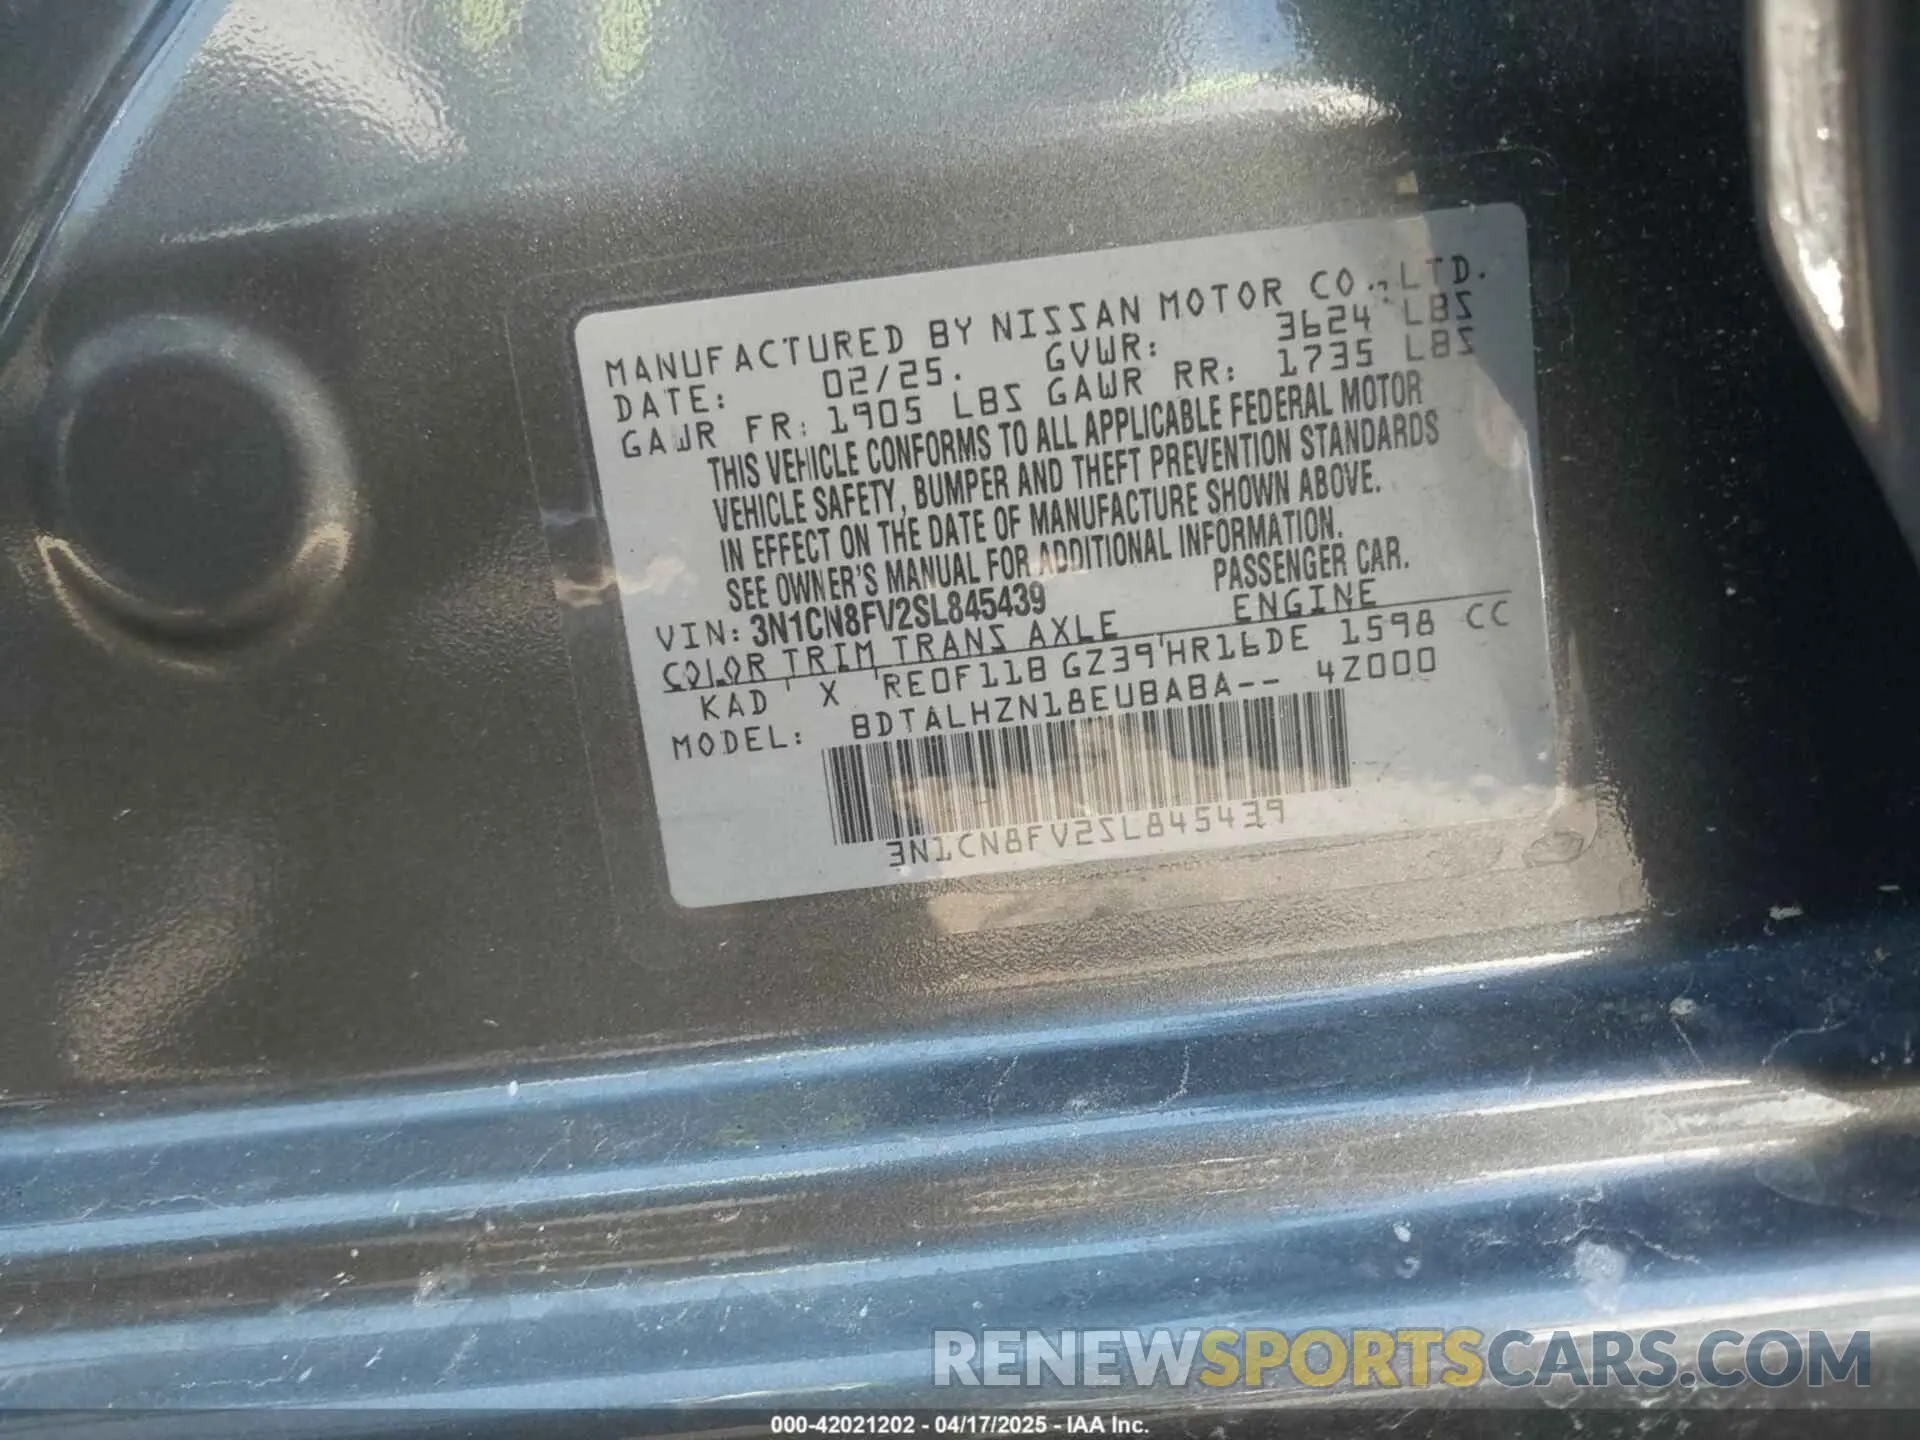 MANUFACTURED BY NISSAN MOTOR CO.,LTD.
DATE: 02/25. GVWR: 3624 LBS
GAWR FR: 1905 LBS GAWR RR: 1735 LBS
THIS VEHICLE CONFORMS TO ALL APPLICABLE FEDERAL MOTOR
VEHICLE SAFETY, BUMPER AND THEFT PREVENTION STANDARDS
IN EFFECT ON THE DATE OF MANUFACTURE SHOWN ABOVE.
SEE OWNER'S MANUAL FOR ADDITIONAL INFORMATION.
VIN: 3N1CN8FV2SL845439 PASSENGER CAR.
COLOR TRIM TRANS AXLE ENGINE
KAD X RE0F11B GZ39 HR16DE 1598 CC
MODEL: BDTALHZN18EUBABA-- 4Z000
3N1CN8FV2SL845439
RENEWSPORTSCARS.COM
000-42021202 - 04/17/2025 - IAA Inc.